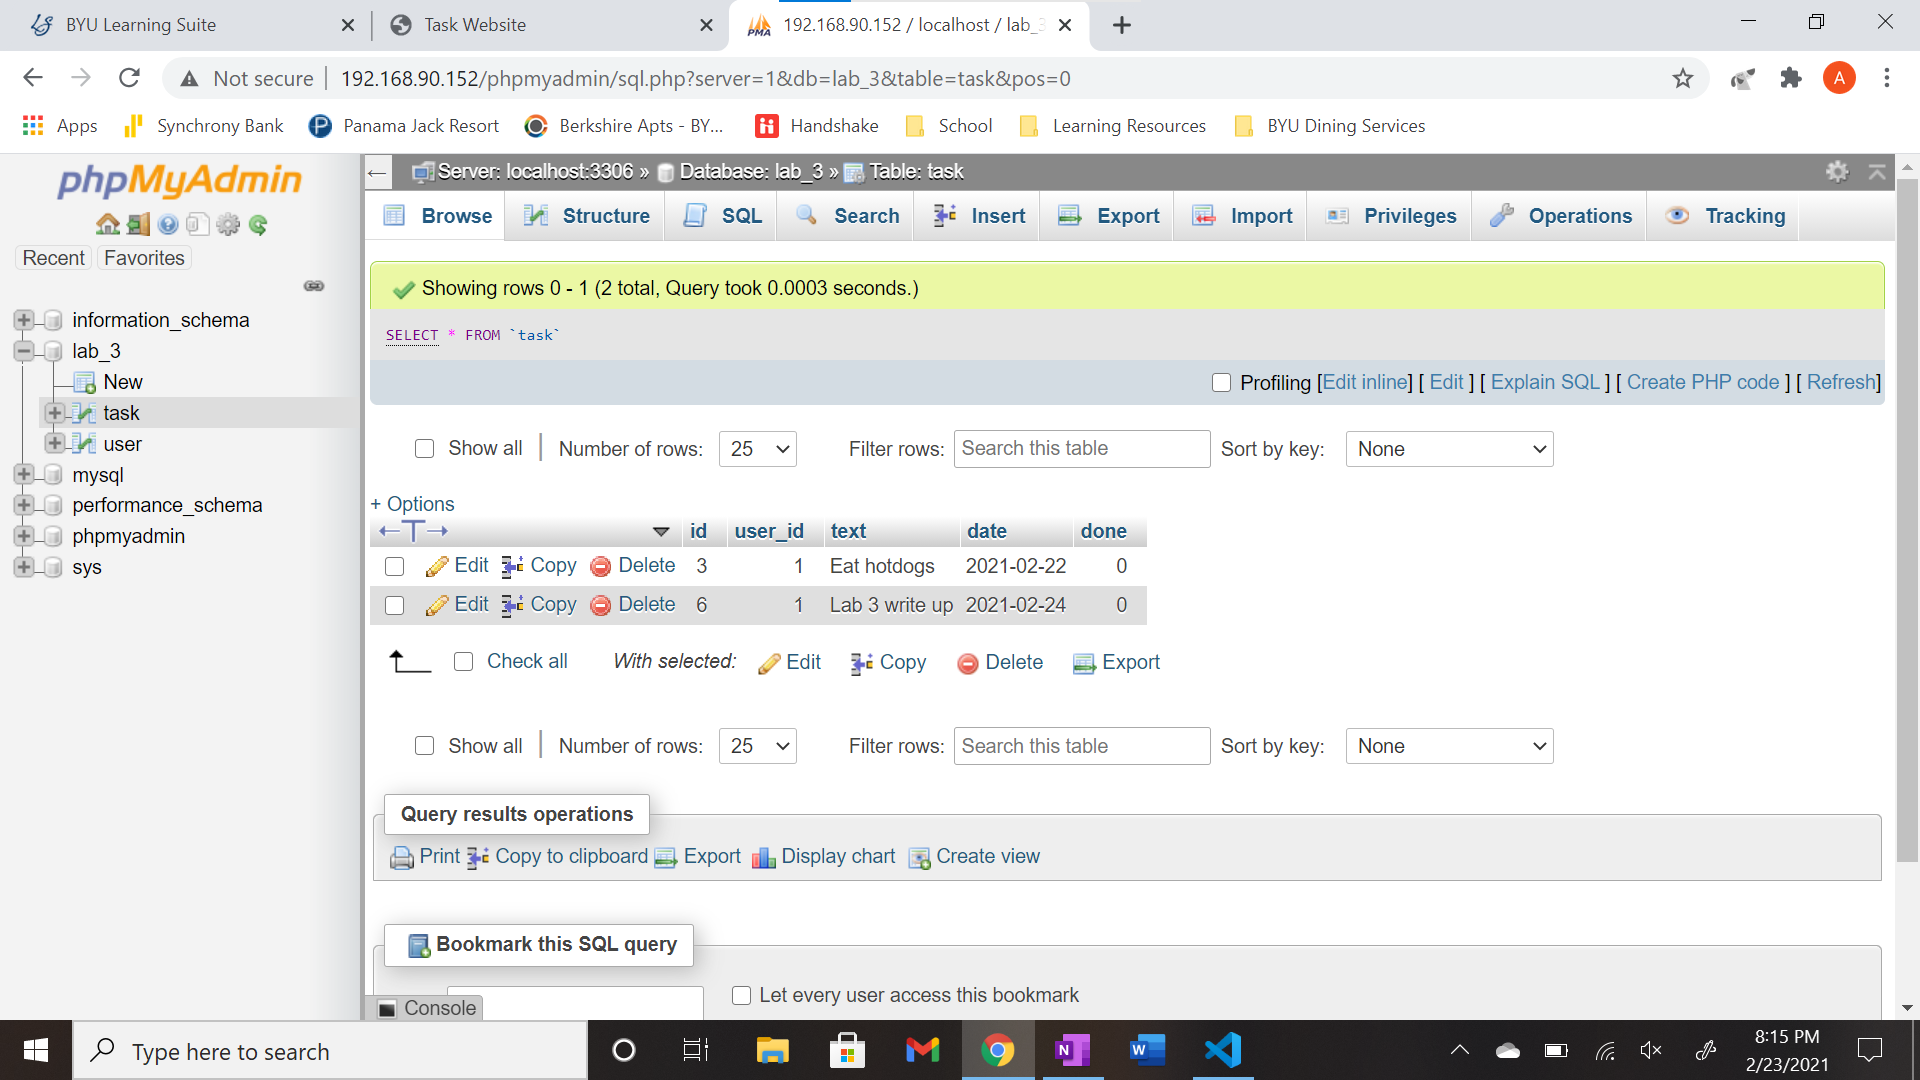 BYU Learning Suite
Task Website
192.168.90.152 / localhost / lab_3
Not secure
192.168.90.152/phpmyadmin/sql.php?server=1&db=lab_3&table=task&pos=0
A
Apps
Synchrony Bank
Panama Jack Resort
Berkshire Apts - BY...
Handshake
School
Learning Resources
BYU Dining Services
phpMyAdmin
Recent Favorites
information_schema
lab_3
New
task
user
mysql
performance_schema
phpmyadmin
sys
Server: localhost:3306 » Database: lab_3 » Table: task
Browse Structure SQL Search Insert Export Import Privileges Operations Tracking
Showing rows 0 - 1 (2 total, Query took 0.0003 seconds.)
SELECT * FROM `task`
Profiling [Edit inline] [ Edit ] [ Explain SQL ] [ Create PHP code ] [ Refresh]
Show all | Number of rows: 25 Filter rows: Search this table Sort by key: None
+ Options
←T→ id user_id text date done
Edit Copy Delete 3 1 Eat hotdogs 2021-02-22 0
Edit Copy Delete 6 1 Lab 3 write up 2021-02-24 0
Check all With selected: Edit Copy Delete Export
Show all | Number of rows: 25 Filter rows: Search this table Sort by key: None
Query results operations
Print Copy to clipboard Export Display chart Create view
Bookmark this SQL query
Let every user access this bookmark
Console
Type here to search
8:15 PM
2/23/2021